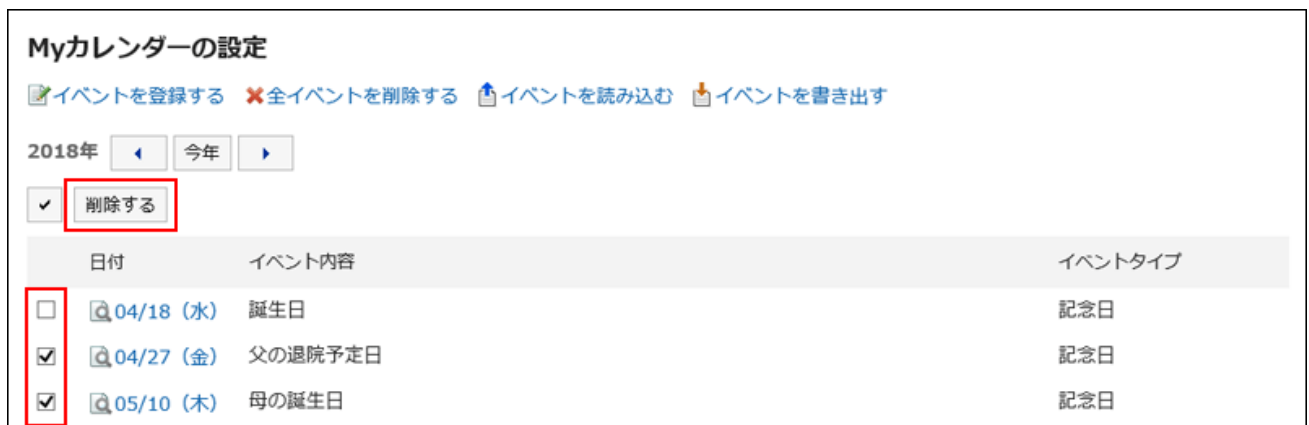 Myカレンダーの設定
イベントを登録する 全イベントを削除する イベントを読み込む イベントを書き出す
2018年 今年
削除する
日付 イベント内容 イベントタイプ
04/18（水） 誕生日 記念日
04/27（金） 父の退院予定日 記念日
05/10（木） 母の誕生日 記念日